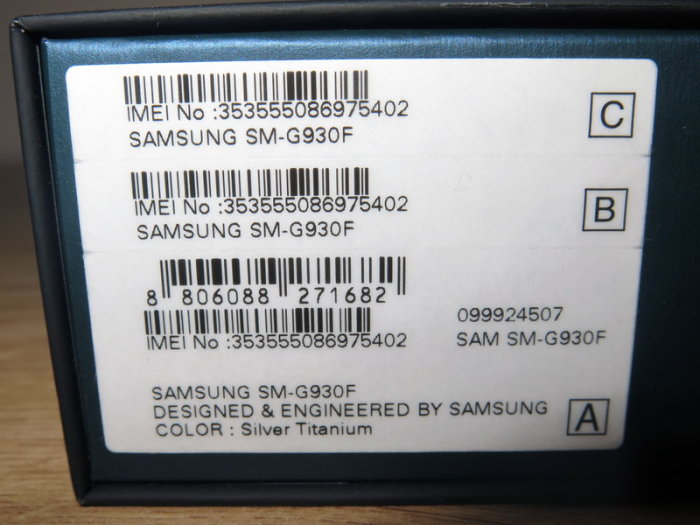 IMEI No :353555086975402
SAMSUNG SM-G930F
C
IMEI No :353555086975402
SAMSUNG SM-G930F
B
8 806088 271682
099924507
IMEI No :353555086975402
SAM SM-G930F
SAMSUNG SM-G930F
DESIGNED & ENGINEERED BY SAMSUNG
COLOR : Silver Titanium
A